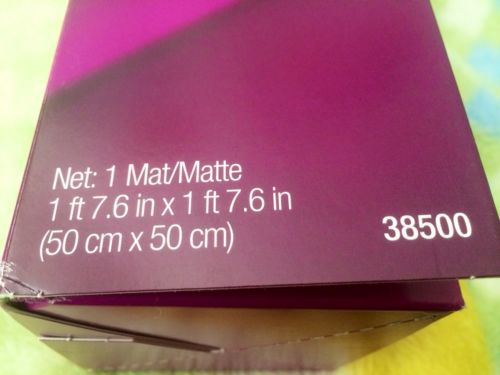 Net: 1 Mat/Matte
1 ft 7.6 in x 1 ft 7.6 in
(50 cm x 50 cm)
38500